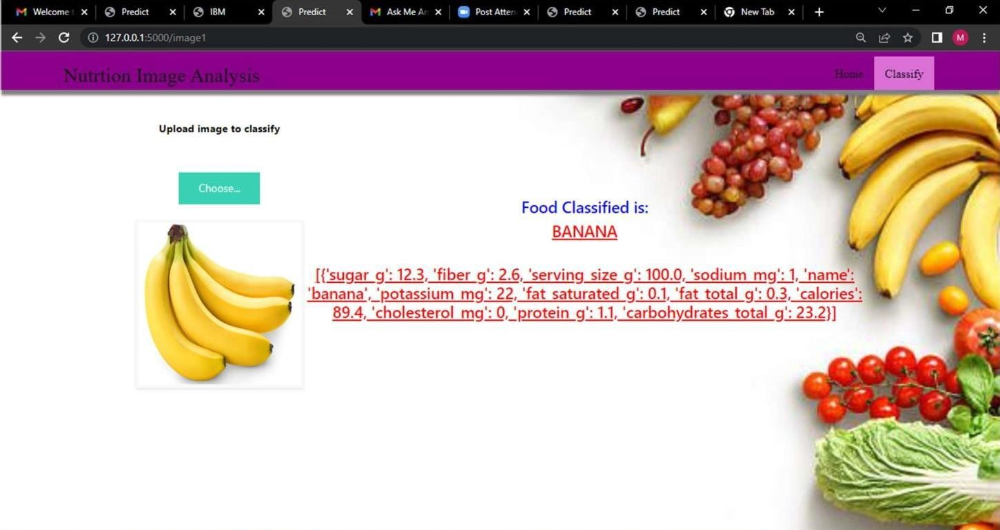 Welcome t
Predict
IBM
Predict
Ask Me An
Post Atten
Predict
Predict
New Tab
127.0.0.1:5000/image1
M
Nutrtion Image Analysis
Home
Classify
Upload image to classify
Choose...
Food Classified is:
BANANA
[{'sugar_g': 12.3, 'fiber_g': 2.6, 'serving_size_g': 100.0, 'sodium_mg': 1, 'name':
'banana', 'potassium_mg': 22, 'fat_saturated_g': 0.1, 'fat_total_g': 0.3, 'calories':
89.4, 'cholesterol_mg': 0, 'protein_g': 1.1, 'carbohydrates_total_g': 23.2}]